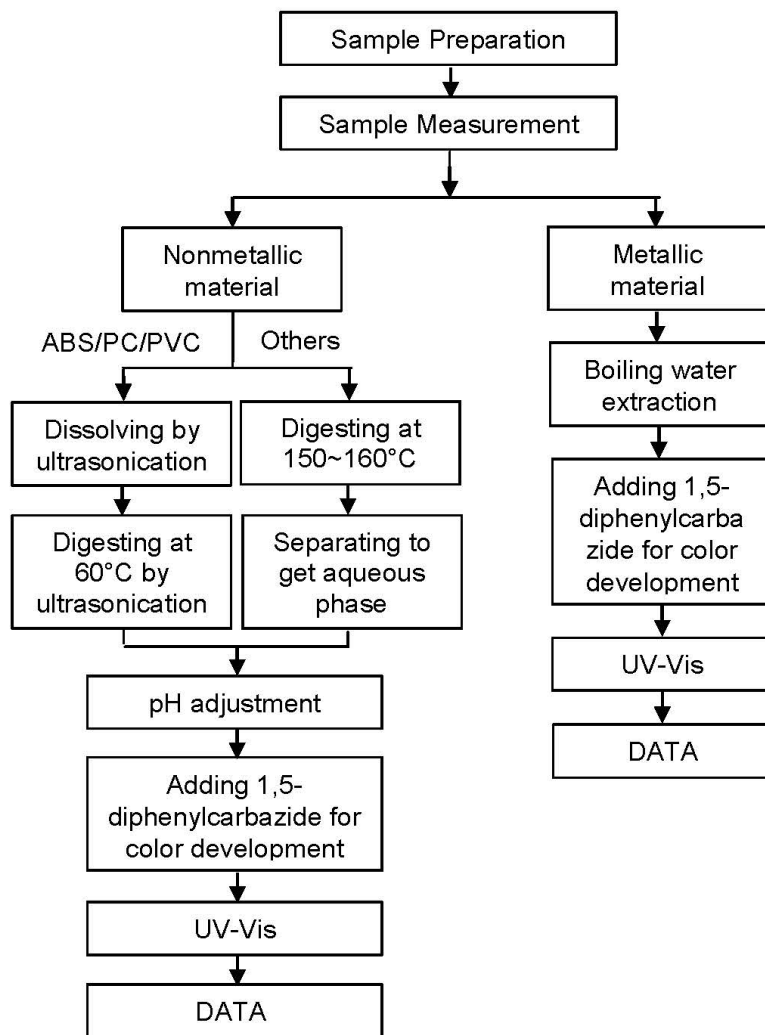 Sample Preparation
Sample Measurement
Nonmetallic
material
ABS/PC/PVC
Others
Dissolving by
ultrasonication
Digesting at
150~160°C
Digesting at
60°C by
ultrasonication
Separating to
get aqueous
phase
pH adjustment
Adding 1,5-
diphenylcarbazide for
color development
UV-Vis
DATA
Metallic
material
Boiling water
extraction
Adding 1,5-
diphenylcarba
zide for color
development
UV-Vis
DATA